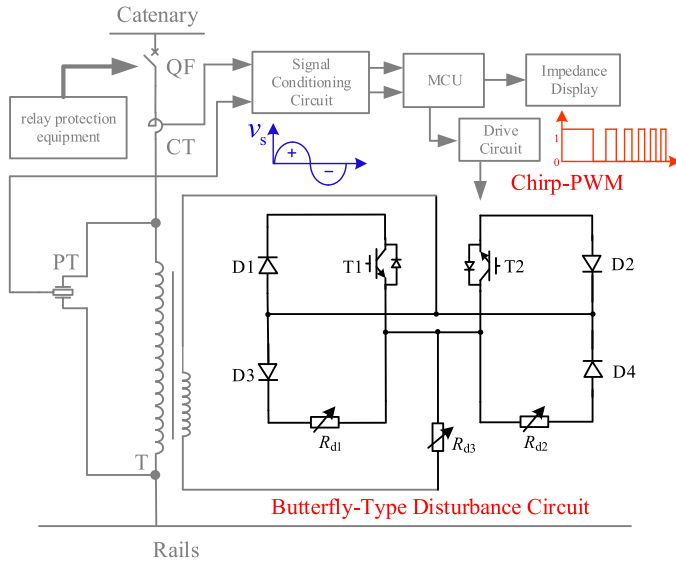 Catenary
QF
relay protection
equipment
CT
Signal
Conditioning
Circuit
MCU
Impedance
Display
Drive
Circuit
vs
+
−
1
0
Chirp-PWM
PT
T
D1
T1
T2
D2
D3
D4
Rd1
Rd3
Rd2
Butterfly-Type Disturbance Circuit
Rails